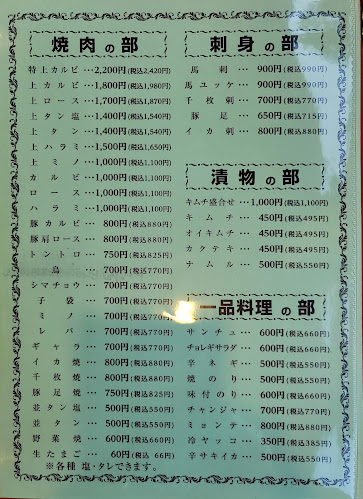 焼肉の部
特上カルビ…2,200円(税込2,420円)
上カルビ…1,800円(税込1,980円)
上ロース…1,700円(税込1,870円)
上タン塩…1,400円(税込1,540円)
上タン…1,400円(税込1,540円)
上ハラミ…1,500円(税込1,650円)
上ミノ…1,000円(税込1,100円)
カルビ…1,000円(税込1,100円)
ロース…1,000円(税込1,100円)
ハラミ…1,000円(税込1,100円)
豚カルビ…800円(税込880円)
豚肩ロース…800円(税込880円)
トントロ…750円(税込825円)
鳥…700円(税込770円)
シマチョウ…700円(税込770円)
子袋…700円(税込770円)
ミノ…700円(税込770円)
レバー…700円(税込770円)
ギャラ…700円(税込770円)
イカ焼…800円(税込880円)
千枚焼…800円(税込880円)
豚足焼…750円(税込825円)
並タン塩…500円(税込550円)
並タン…500円(税込550円)
野菜焼…600円(税込660円)
生たまご…60円(税込 66円)
※各種 塩・タレできます。
刺身の部
馬刺…900円(税込990円)
馬ユッケ…900円(税込990円)
千枚刺…700円(税込770円)
豚足…650円(税込715円)
イカ刺…800円(税込880円)
漬物の部
キムチ盛合せ…1,000円(税込1,100円)
キムチ…450円(税込495円)
オイキムチ…450円(税込495円)
カクテキ…450円(税込495円)
ナムル…500円(税込550円)
一品料理の部
サンチュ…600円(税込660円)
チョレギサラダ…600円(税込660円)
辛ネギ…500円(税込550円)
焼のり…500円(税込550円)
味付のり…600円(税込660円)
チャンジャ…700円(税込770円)
ミョンテ…800円(税込880円)
冷ヤッコ…350円(税込385円)
辛サキイカ…500円(税込550円)